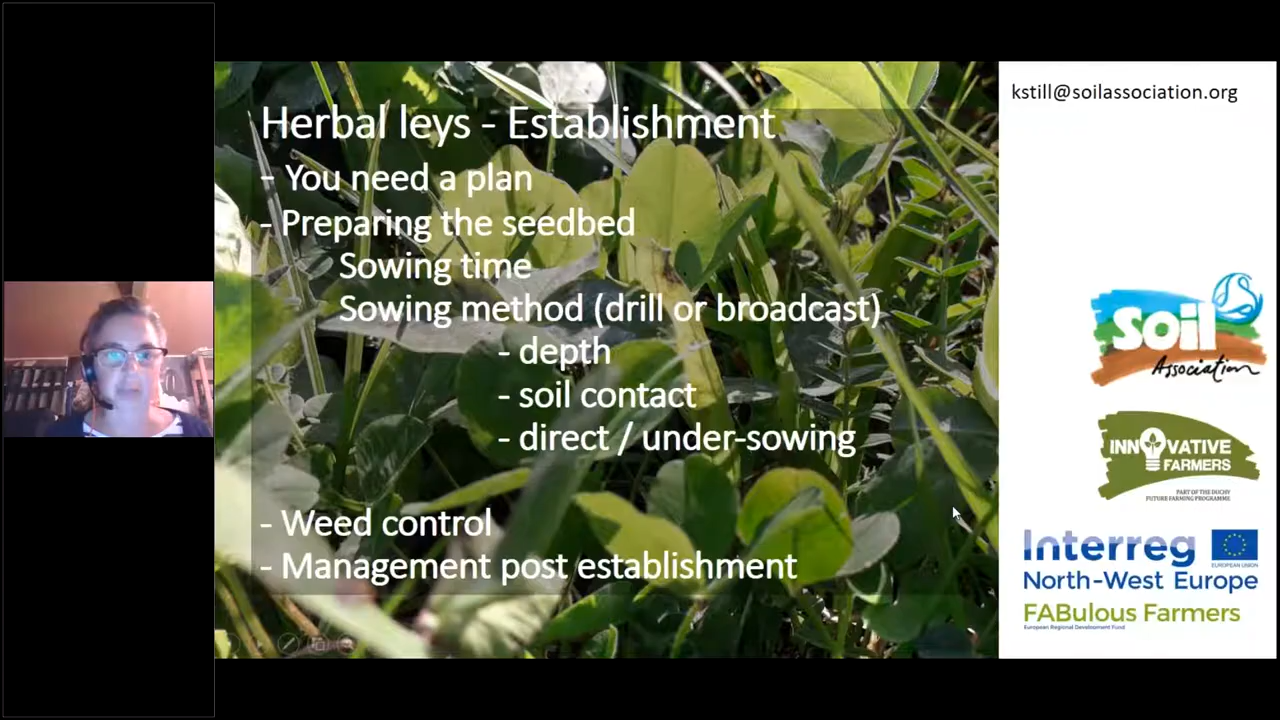 Herbal leys - Establishment
- You need a plan
- Preparing the seedbed
Sowing time
Sowing method (drill or broadcast)
- depth
- soil contact
- direct / under-sowing
- Weed control
- Management post establishment
kstill@soilassociation.org
soil
Association
INNOVATIVE
FARMERS
PART OF THE DUCHY
FUTURE FARMING PROGRAMME
Interreg
EUROPEAN UNION
North-West Europe
FABulous Farmers
European Regional Development Fund